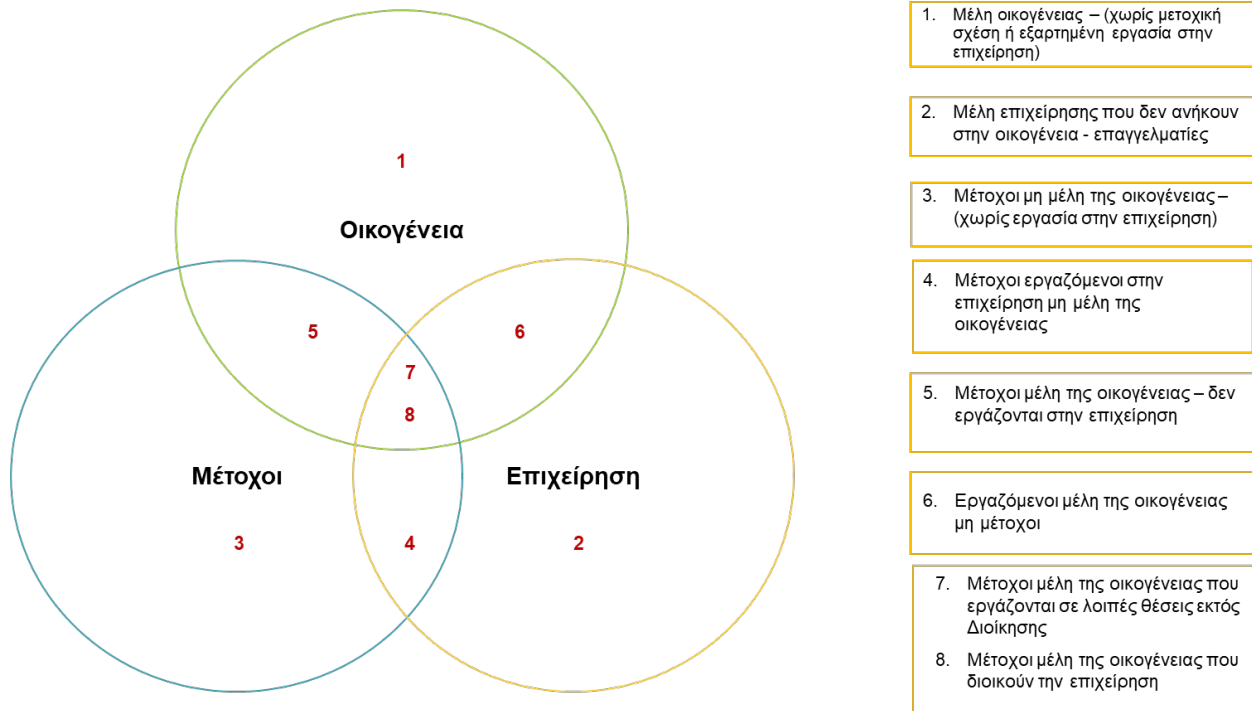 1
Οικογένεια
5
6
7
8
Μέτοχοι
Επιχείρηση
3
4
2
1. Μέλη οικογένειας – (χωρίς μετοχική
σχέση ή εξαρτημένη εργασία στην
επιχείρηση)
2. Μέλη επιχείρησης που δεν ανήκουν
στην οικογένεια - επαγγελματίες
3. Μέτοχοι μη μέλη της οικογένειας –
(χωρίς εργασία στην επιχείρηση)
4. Μέτοχοι εργαζόμενοι στην
επιχείρηση μη μέλη της
οικογένειας
5. Μέτοχοι μέλη της οικογένειας – δεν
εργάζονται στην επιχείρηση
6. Εργαζόμενοι μέλη της οικογένειας
μη μέτοχοι
7. Μέτοχοι μέλη της οικογένειας που
εργάζονται σε λοιπές θέσεις εκτός
Διοίκησης
8. Μέτοχοι μέλη της οικογένειας που
διοικούν την επιχείρηση